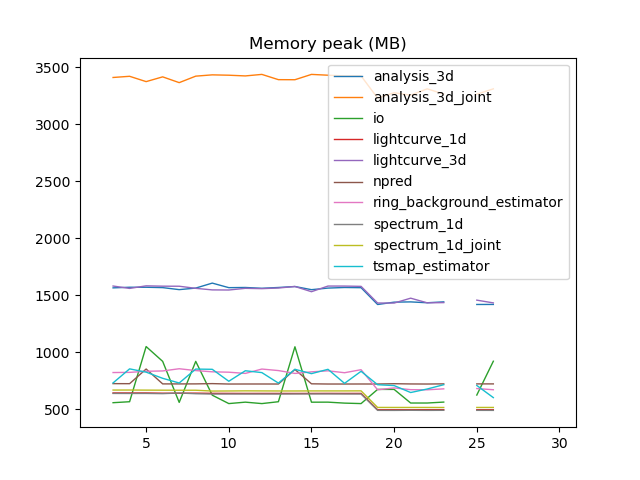 Memory peak (MB)
3500
3000
2500
2000
1500
1000
500
analysis_3d
analysis_3d_joint
io
lightcurve_1d
lightcurve_3d
npred
ring_background_estimator
spectrum_1d
spectrum_1d_joint
tsmap_estimator
5
10
15
20
25
30